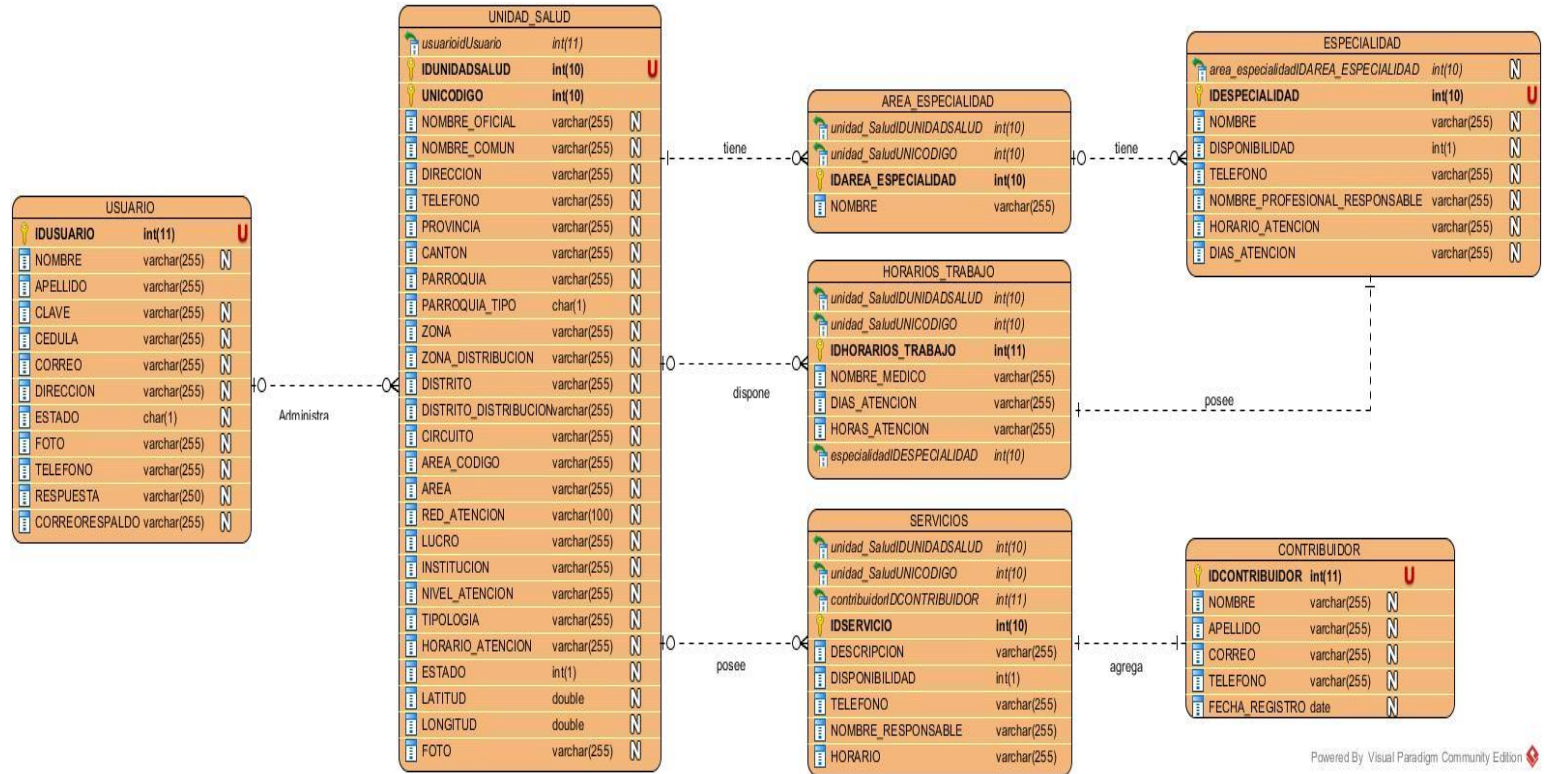 USUARIO
IDUSUARIO int(11) U
NOMBRE varchar(255) N
APELLIDO varchar(255)
CLAVE varchar(255) N
CEDULA varchar(255) N
CORREO varchar(255) N
DIRECCION varchar(255) N
ESTADO char(1) N
FOTO varchar(255) N
TELEFONO varchar(255) N
RESPUESTA varchar(250) N
CORREORESPALDO varchar(255) N
Administra
UNIDAD_SALUD
usuarioidUsuario int(11)
IDUNIDADSALUD int(10) U
UNICODIGO int(10)
NOMBRE_OFICIAL varchar(255) N
NOMBRE_COMUN varchar(255) N
DIRECCION varchar(255) N
TELEFONO varchar(255) N
PROVINCIA varchar(255) N
CANTON varchar(255) N
PARROQUIA varchar(255) N
PARROQUIA_TIPO char(1) N
ZONA varchar(255) N
ZONA_DISTRIBUCION varchar(255) N
DISTRITO varchar(255) N
DISTRITO_DISTRIBUCION varchar(255) N
CIRCUITO varchar(255) N
AREA_CODIGO varchar(255) N
AREA varchar(255) N
RED_ATENCION varchar(100) N
LUCRO varchar(255) N
INSTITUCION varchar(255) N
NIVEL_ATENCION varchar(255) N
TIPOLOGIA varchar(255) N
HORARIO_ATENCION varchar(255) N
ESTADO int(1) N
LATITUD double N
LONGITUD double N
FOTO varchar(255) N
tiene
dispone
posee
AREA_ESPECIALIDAD
unidad_SaludIDUNIDADSALUD int(10)
unidad_SaludUNICODIGO int(10)
IDAREA_ESPECIALIDAD int(10)
NOMBRE varchar(255)
HORARIOS_TRABAJO
unidad_SaludIDUNIDADSALUD int(10)
unidad_SaludUNICODIGO int(10)
IDHORARIOS_TRABAJO int(11)
NOMBRE_MEDICO varchar(255)
DIAS_ATENCION varchar(255)
HORAS_ATENCION varchar(255)
especialidadIDESPECIALIDAD int(10)
SERVICIOS
unidad_SaludIDUNIDADSALUD int(10)
unidad_SaludUNICODIGO int(10)
contribuidorIDCONTRIBUIDOR int(11)
IDSERVICIO int(10)
DESCRIPCION varchar(255)
DISPONIBILIDAD int(1)
TELEFONO varchar(255)
NOMBRE_RESPONSABLE varchar(255)
HORARIO varchar(255)
tiene
posee
agrega
ESPECIALIDAD
area_especialidadIDAREA_ESPECIALIDAD int(10) N
IDESPECIALIDAD int(10) U
NOMBRE varchar(255) N
DISPONIBILIDAD int(1) N
TELEFONO varchar(255) N
NOMBRE_PROFESIONAL_RESPONSABLE varchar(255) N
HORARIO_ATENCION varchar(255) N
DIAS_ATENCION varchar(255) N
CONTRIBUIDOR
IDCONTRIBUIDOR int(11) U
NOMBRE varchar(255) N
APELLIDO varchar(255) N
CORREO varchar(255) N
TELEFONO varchar(255) N
FECHA_REGISTRO date N
Powered By Visual Paradigm Community Edition